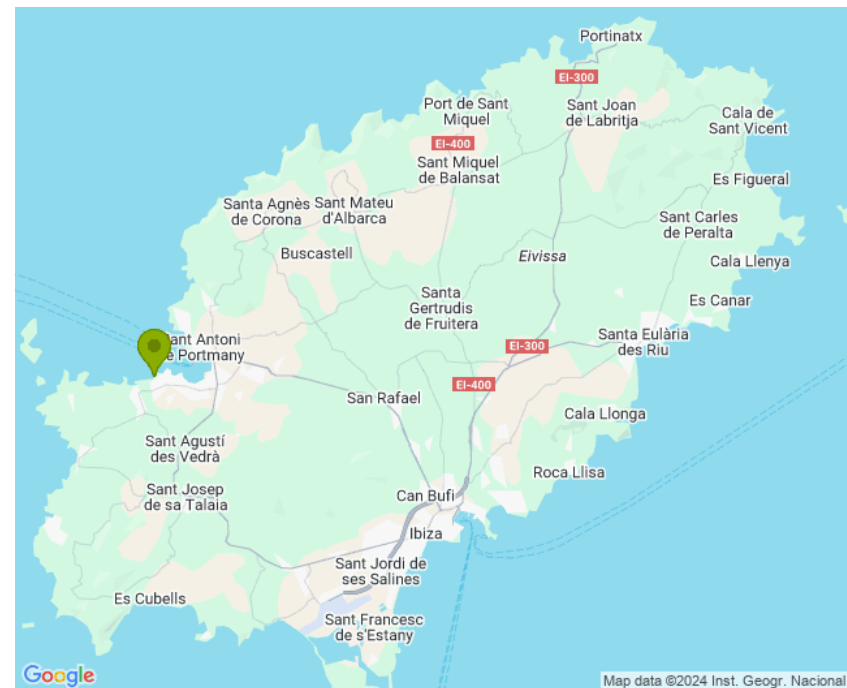 Portinatx
EI-300
Port de Sant
Miquel
Sant Joan
de Labritja
Cala de
Sant Vicent
EI-400
Sant Miquel
de Balansat
Es Figueral
Santa Agnès
de Corona
Sant Mateu
d'Albarca
Sant Carles
de Peralta
Buscastell
Eivissa
Cala Llenya
Santa
Gertrudis
de Fruitera
Es Canar
ant Antoni
e Portmany
EI-300
Santa Eulària
des Riu
EI-400
San Rafael
Cala Llonga
Sant Agustí
des Vedrà
Roca Llisa
Sant Josep
de sa Talaia
Can Bufi
Ibiza
Sant Jordi de
ses Salines
Es Cubells
Sant Francesc
de s'Estany
Google
Map data ©2024 Inst. Geogr. Nacional